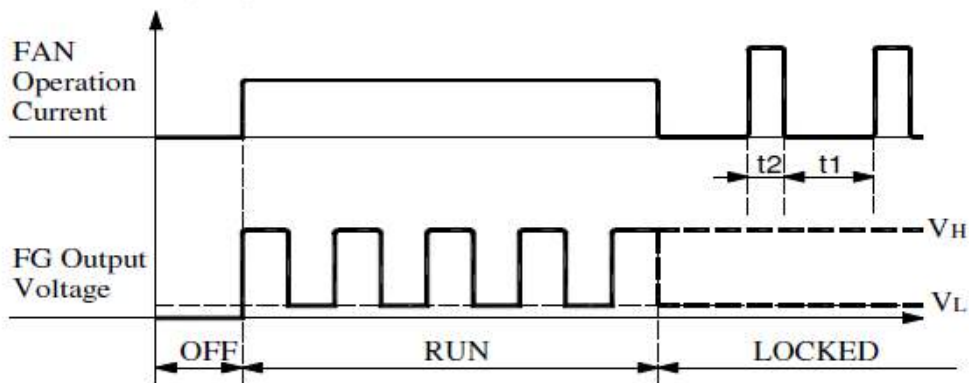 FAN
Operation
Current
t2
t1
FG Output
Voltage
VH
VL
OFF
RUN
LOCKED